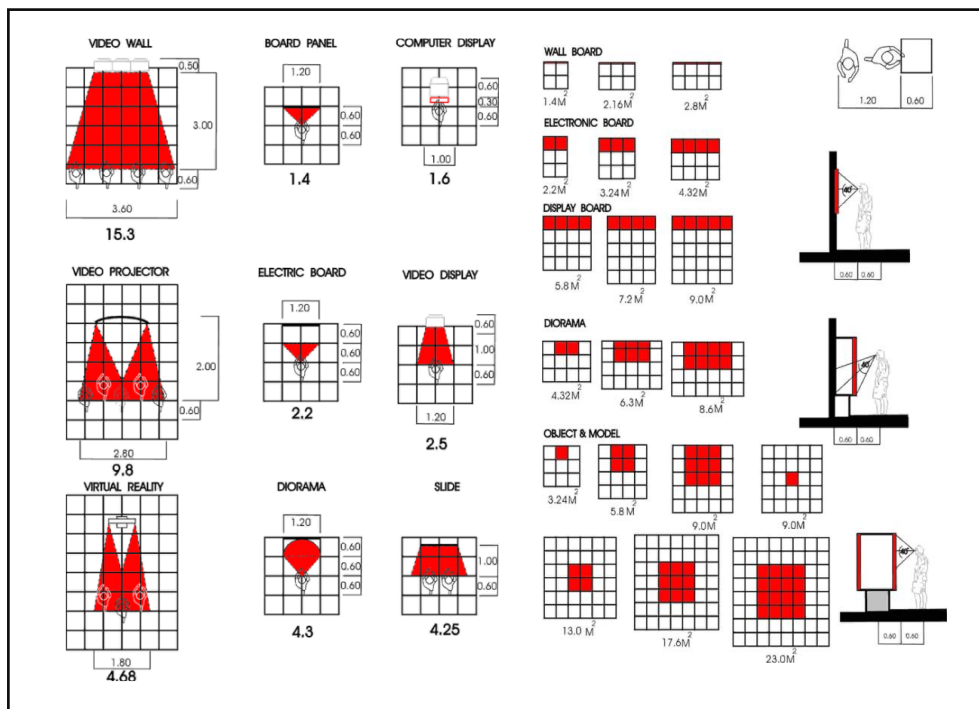 VIDEO WALL
0.50
3.00
0.60
3.60
15.3
BOARD PANEL
1.20
0.60
0.60
1.4
COMPUTER DISPLAY
0.60
0.30
0.60
1.00
1.6
VIDEO PROJECTOR
2.00
0.60
2.80
9.8
ELECTRIC BOARD
1.20
0.60
0.60
0.60
2.2
VIDEO DISPLAY
0.60
1.00
0.60
1.20
2.5
VIRTUAL REALITY
1.80
4.68
DIORAMA
1.20
0.60
0.60
0.60
4.3
SLIDE
1.00
0.60
4.25
WALL BOARD
1.4M² 2.16M² 2.8M²
ELECTRONIC BOARD
2.2M² 3.24M² 4.32M²
DISPLAY BOARD
5.8M² 7.2M² 9.0M²
DIORAMA
4.32M² 6.3M² 8.6M²
OBJECT & MODEL
3.24M² 5.8M² 9.0M² 9.0M²
13.0 M² 17.6M² 23.0M²
1.20 0.60
40°
0.60 0.60
40°
0.60 0.60
40°
0.60 0.60